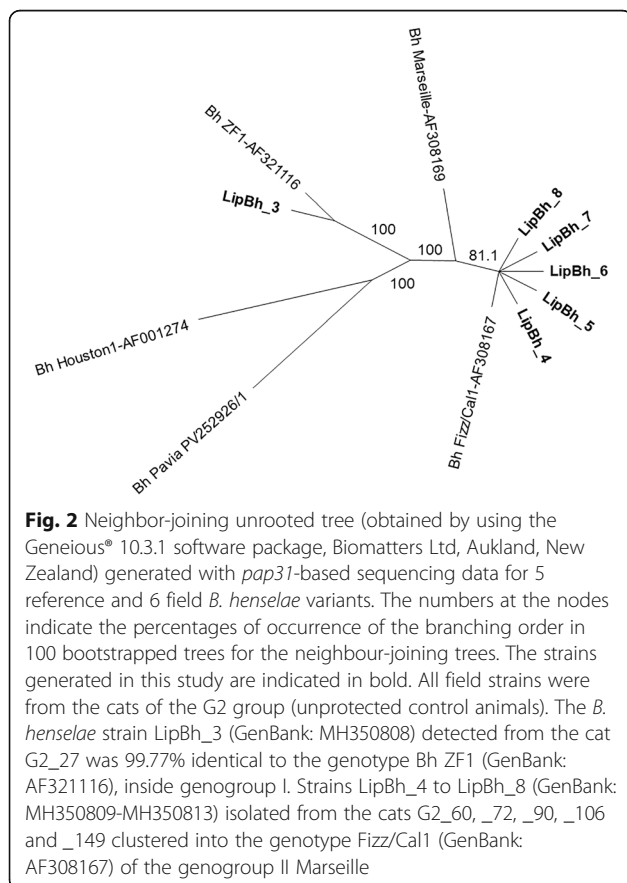 Bh Marseille-AF308169
Bh ZF1-AF321116
LipBh_3
LipBh_8
LipBh_7
LipBh_6
LipBh_5
LipBh_4
100
100
81.1
100
Bh Houston1-AF001274
Bh Pavia PV252926/1
Bh Fizz/Cal1-AF308167
Fig. 2 Neighbor-joining unrooted tree (obtained by using the
Geneious® 10.3.1 software package, Biomatters Ltd, Aukland, New
Zealand) generated with pap31-based sequencing data for 5
reference and 6 field B. henselae variants. The numbers at the nodes
indicate the percentages of occurrence of the branching order in
100 bootstrapped trees for the neighbour-joining trees. The strains
generated in this study are indicated in bold. All field strains were
from the cats of the G2 group (unprotected control animals). The B.
henselae strain LipBh_3 (GenBank: MH350808) detected from the cat
G2_27 was 99.77% identical to the genotype Bh ZF1 (GenBank:
AF321116), inside genogroup I. Strains LipBh_4 to LipBh_8 (GenBank:
MH350809-MH350813) isolated from the cats G2_60, _72, _90, _106
and _149 clustered into the genotype Fizz/Cal1 (GenBank:
AF308167) of the genogroup II Marseille